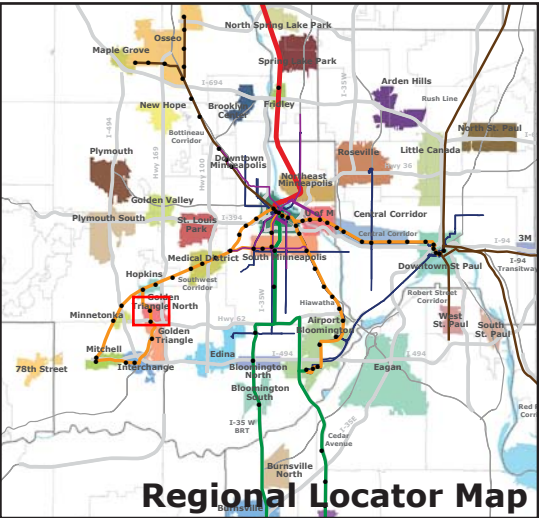 North Spring Lake Park
Osseo
Maple Grove
Spring Lake Park
I-694
I-35W
Arden Hills
Rush Line
New Hope
Brooklyn
Center
Fridley
I-494
Bottineau
Corridor
North St. Paul
Plymouth
Hwy 169
Hwy 100
Downtown
Minneapolis
Roseville
Little Canada
Hwy 36
Northeast
Minneapolis
Golden Valley
Plymouth South
St. Louis
Park
I-394
U of M
Central Corridor
Central Corridor
I-94
3M
Medical District
South Minneapolis
Downtown St Paul
I-94
Transitway
Hopkins
Southwest
Corridor
I-35W
Hiawatha
Robert Street
Corridor
Golden
Triangle North
Minnetonka
Hwy 62
Airport
Bloomington
West
St. Paul
South
St. Paul
Golden
Triangle
Mitchell
Edina
I-494
I-494
78th Street
Interchange
Bloomington
North
Eagan
Bloomington
South
I-35 W
BRT
I-35E
Cedar
Avenue
Red
Corr
Burnsville
North
Regional Locator Map
Burnsville